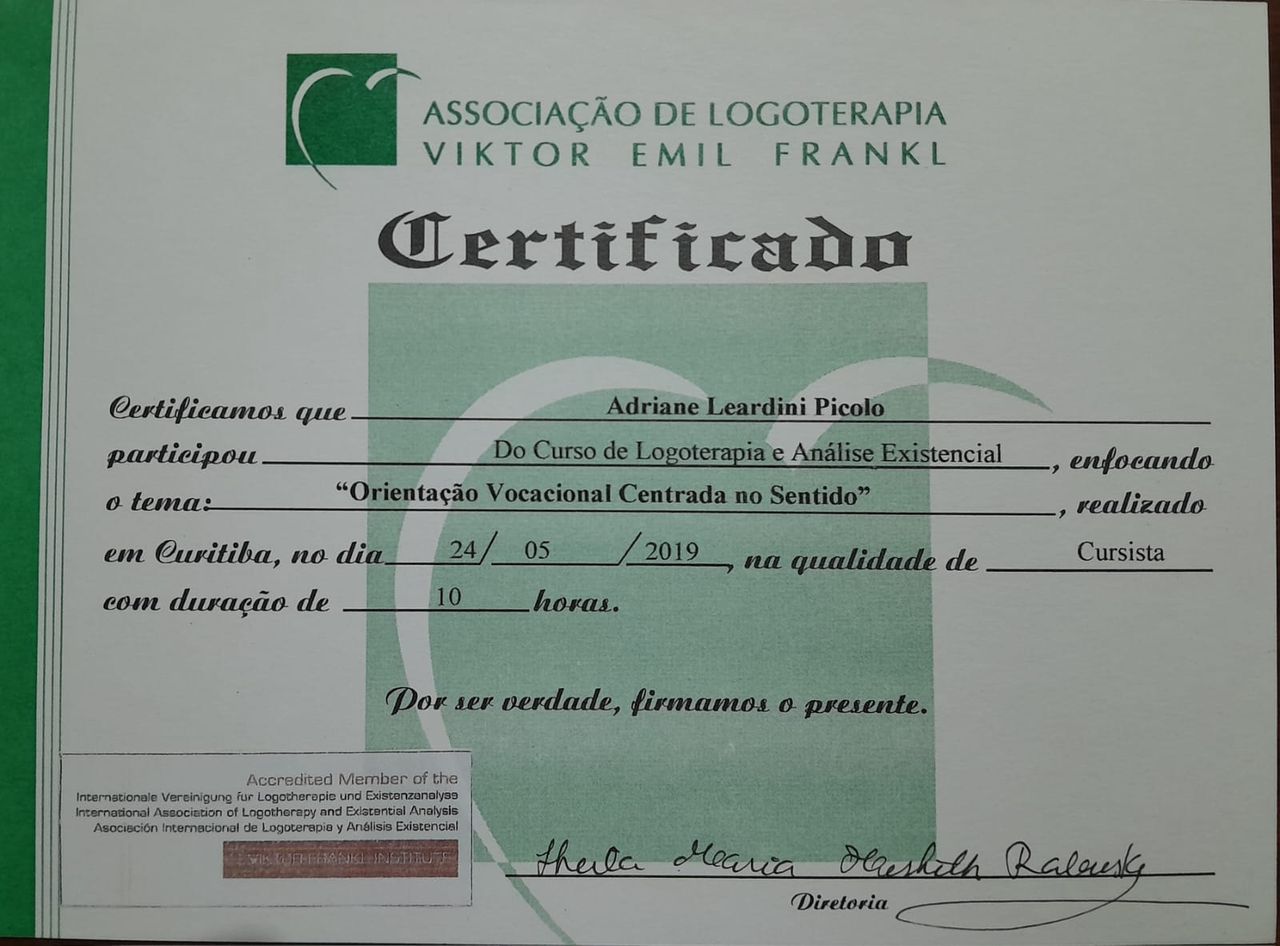 ASSOCIAÇÃO DE LOGOTERAPIA
VIKTOR EMIL FRANKL
Certificado
Certificamos que Adriane Leardini Picolo
participou Do Curso de Logoterapia e Análise Existencial, enfocando
o tema: “Orientação Vocacional Centrada no Sentido”, realizado
em Curitiba, no dia 24/ 05 /2019, na qualidade de Cursista
com duração de 10 horas.
Por ser verdade, firmamos o presente.
Accredited Member of the
Internationale Vereinigung für Logotherapie und Existenzanalyse
International Association of Logotherapy and Existential Analysis
Asociación Internacional de Logoterapia y Análisis Existencial
VIKTOR FRANKL INSTITUTE
Sheila Maria
Diretoria